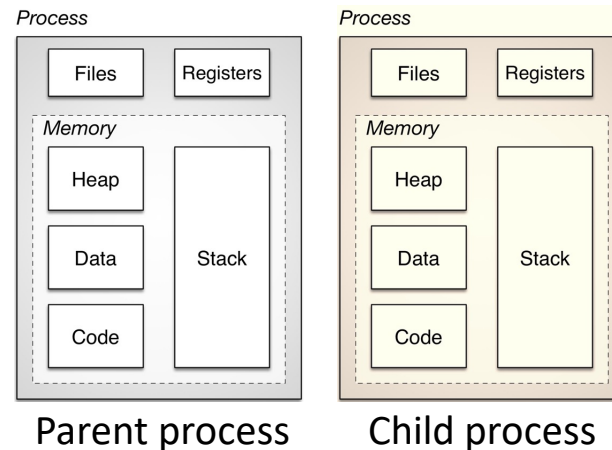 Process
Files Registers
Memory
Heap
Data Stack
Code
Parent process
Process
Files Registers
Memory
Heap
Data Stack
Code
Child process